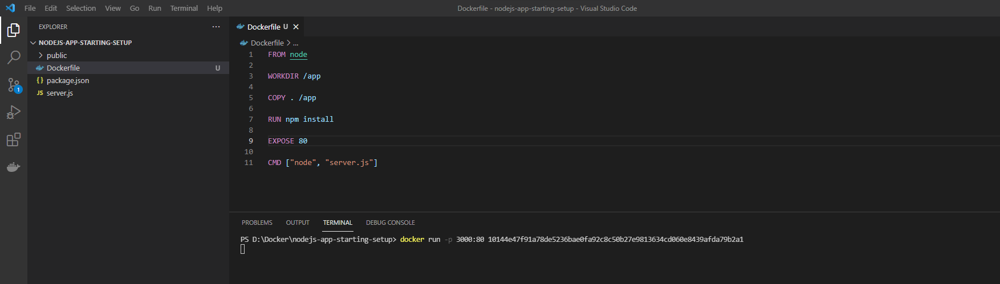 File Edit Selection View Go Run Terminal Help
Dockerfile - nodejs-app-starting-setup - Visual Studio Code
EXPLORER ...
NODEJS-APP-STARTING-SETUP
public
Dockerfile U
{} package.json
JS server.js
1
Dockerfile U
Dockerfile > ...
1 FROM node
2
3 WORKDIR /app
4
5 COPY . /app
6
7 RUN npm install
8
9 EXPOSE 80
10
11 CMD ["node", "server.js"]
PROBLEMS OUTPUT TERMINAL DEBUG CONSOLE
PS D:\Docker\nodejs-app-starting-setup> docker run -p 3000:80 10144e47f91a78de5236bae0fa92c8c50b27e9813634cd060e8439afda79b2a1